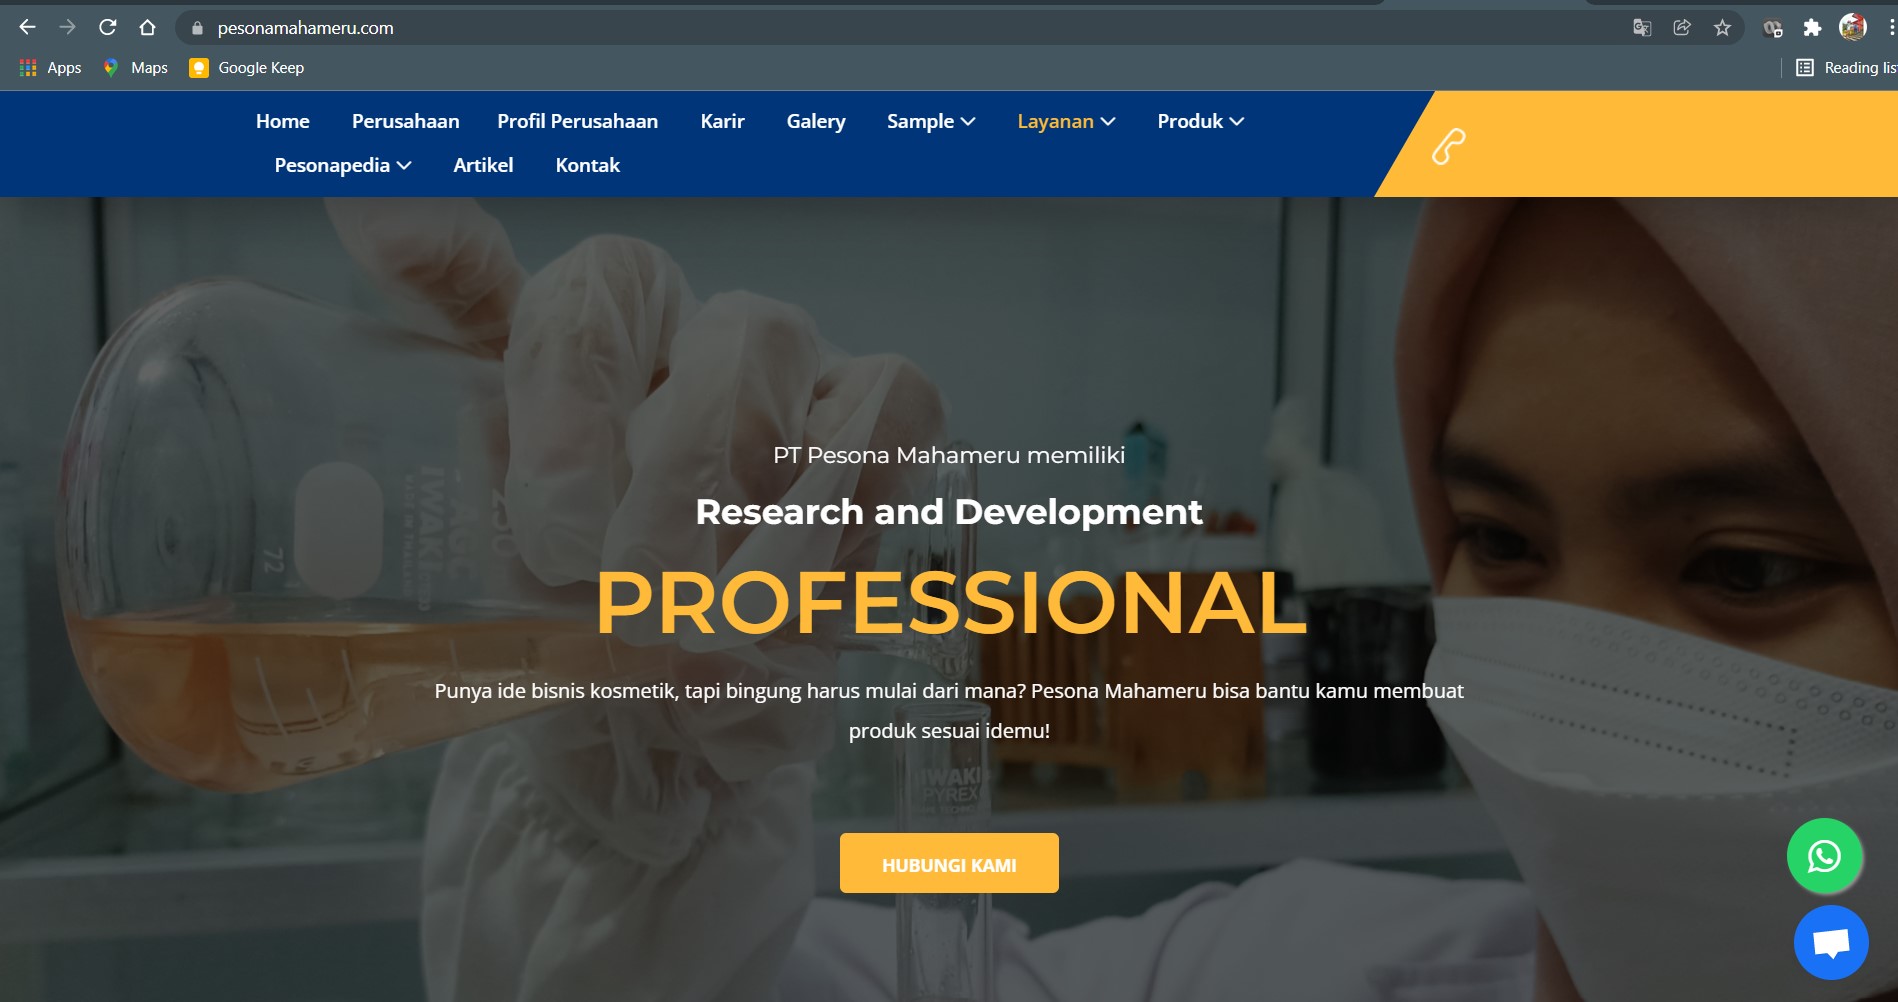 pesonamahameru.com
Apps Maps Google Keep
Reading lis
Home Perusahaan Profil Perusahaan Karir Galery Sample Layanan Produk
Pesonapedia Artikel Kontak
PT Pesona Mahameru memiliki
Research and Development
PROFESSIONAL
Punya ide bisnis kosmetik, tapi bingung harus mulai dari mana? Pesona Mahameru bisa bantu kamu membuat
produk sesuai idemu!
IWAKI
PYREX
HUBUNGI KAMI